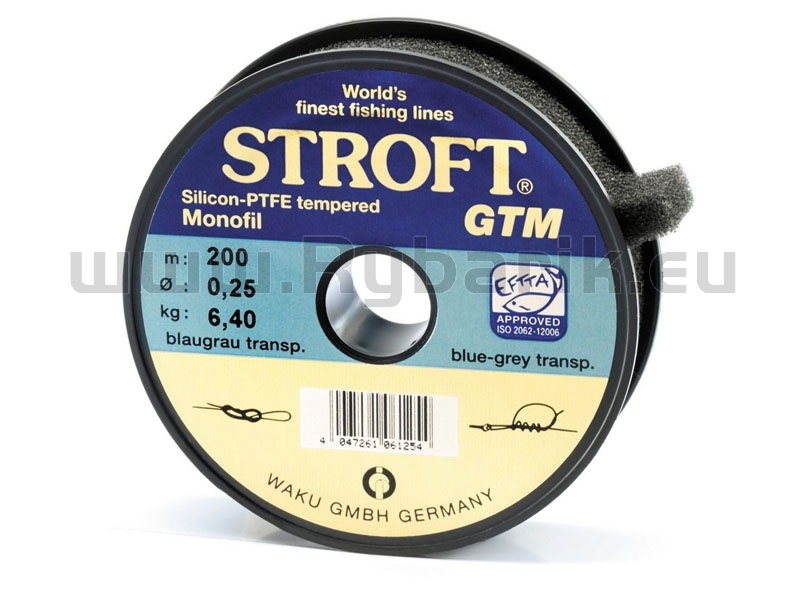 World's
finest fishing lines
STROFT®
Silicon-PTFE tempered
Monofil
GTM
m: 200
ø: 0,25
kg: 6,40
blaugrau transp.
EFTTA
APPROVED
ISO 2062-12006
blue-grey transp.
www.Rybarik.eu
4 047261 061254
WAKU GMBH GERMANY